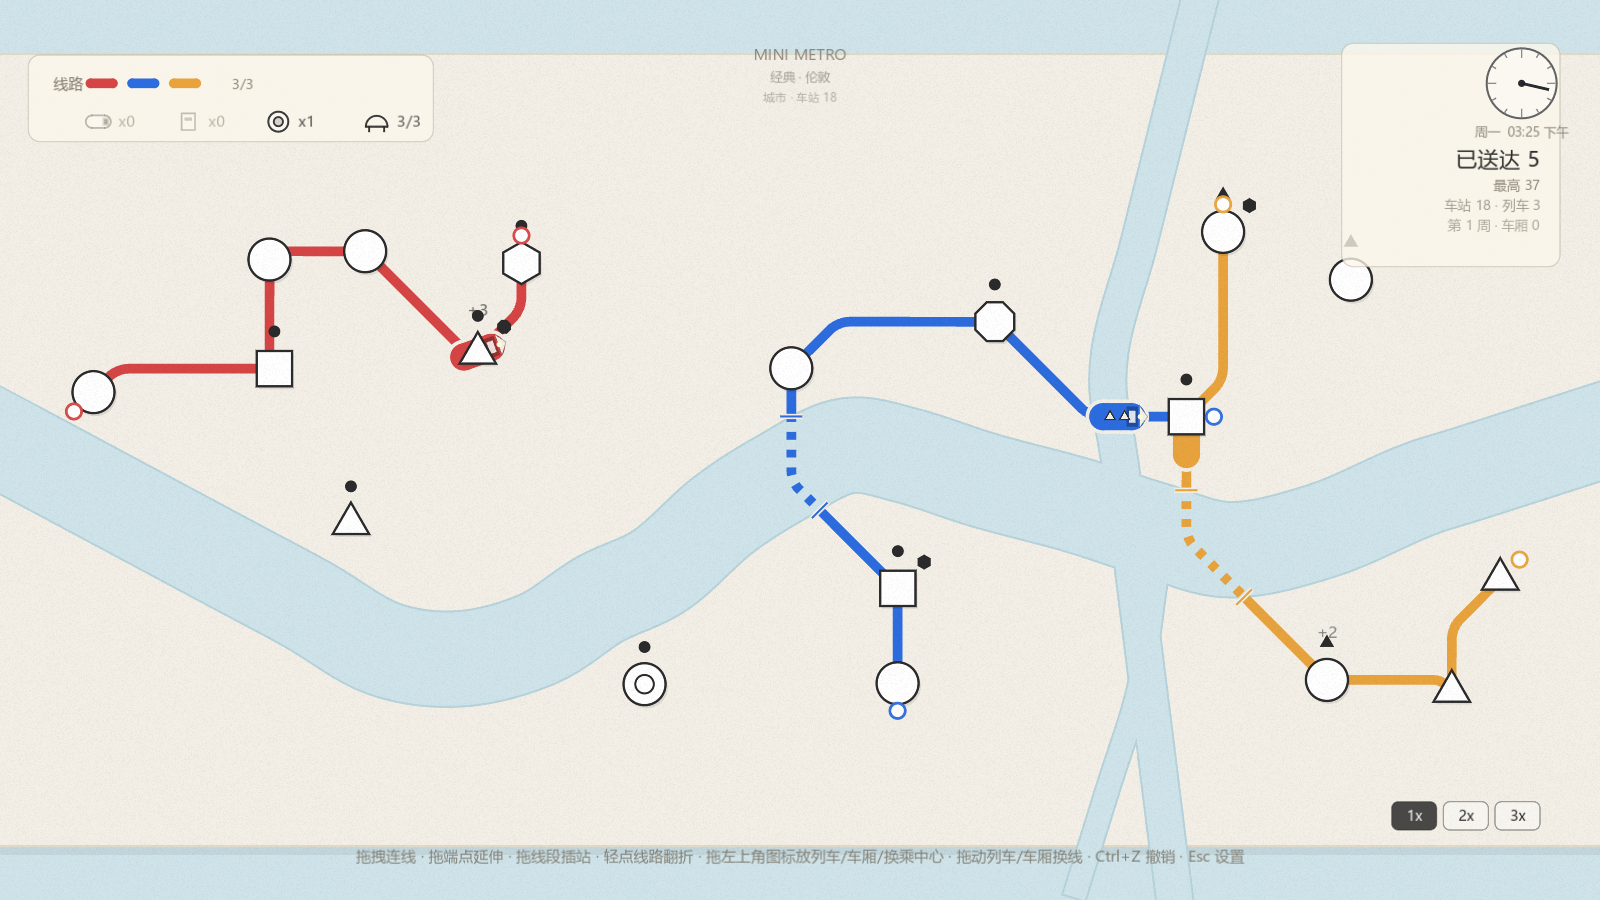 线路 3/3
x0 x0 x1 3/3
MINI METRO
经典 · 伦敦
城市 · 车站 18
周一 03:25 下午
已送达 5
最高 37
车站 18 · 列车 3
第 1 周 · 车厢 0
+3
+2
1x 2x 3x
拖拽连线 · 拖端点延伸 · 拖线段插站 · 轻点线路翻折 · 拖左上角图标放列车/车厢/换乘中心 · 拖动列车/车厢换线 · Ctrl+Z 撤销 · Esc 设置